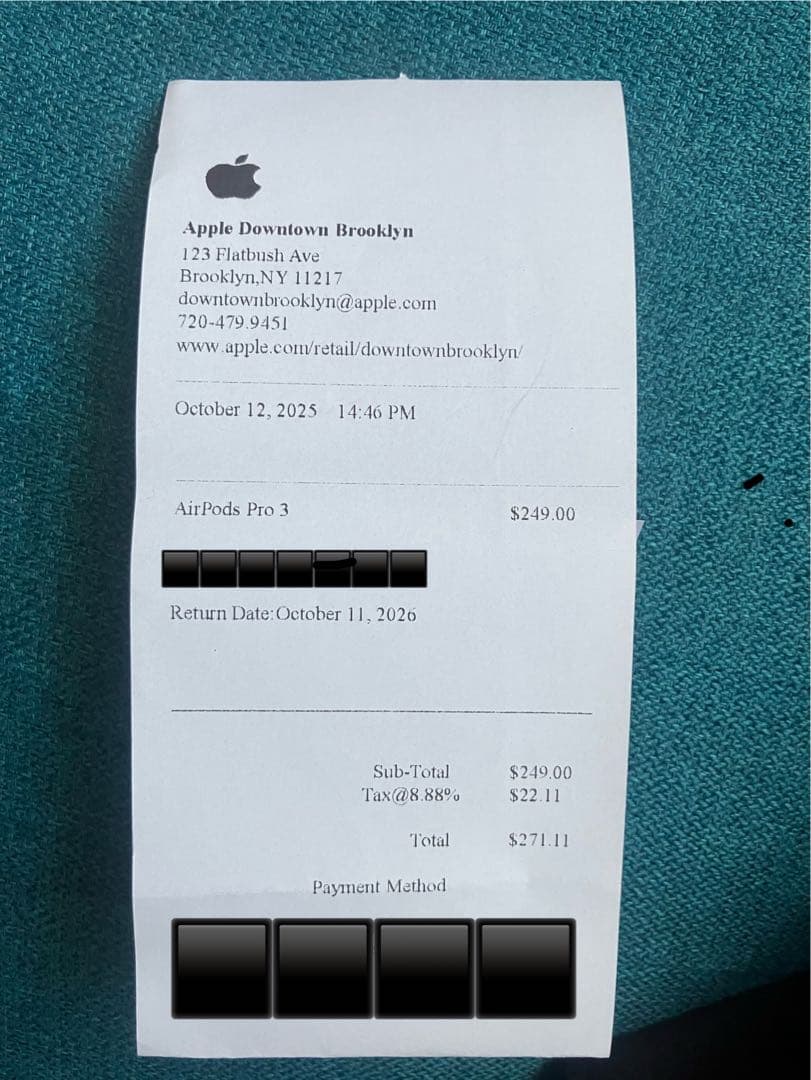 Apple Downtown Brooklyn
123 Flatbush Ave
Brooklyn,NY 11217
downtownbrooklyn@apple.com
720-479.9451
www.apple.com/retail/downtownbrooklyn/
October 12, 2025 14:46 PM
AirPods Pro 3 $249.00
Return Date:October 11, 2026
Sub-Total $249.00
Tax@8.88% $22.11
Total $271.11
Payment Method